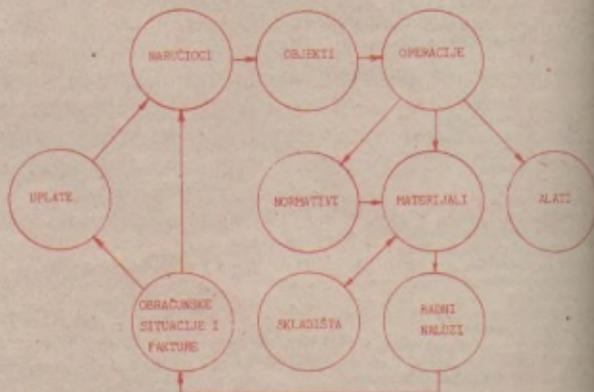 NARUČIOCI
OBJEKTI
OPERACIJE
UPLATE
NORMATIVI
MATERIJALI
ALATI
OBRAČUNSKE
SITUACIJE I
FAKTURE
SKLADIŠTA
RADNI
NALOZI